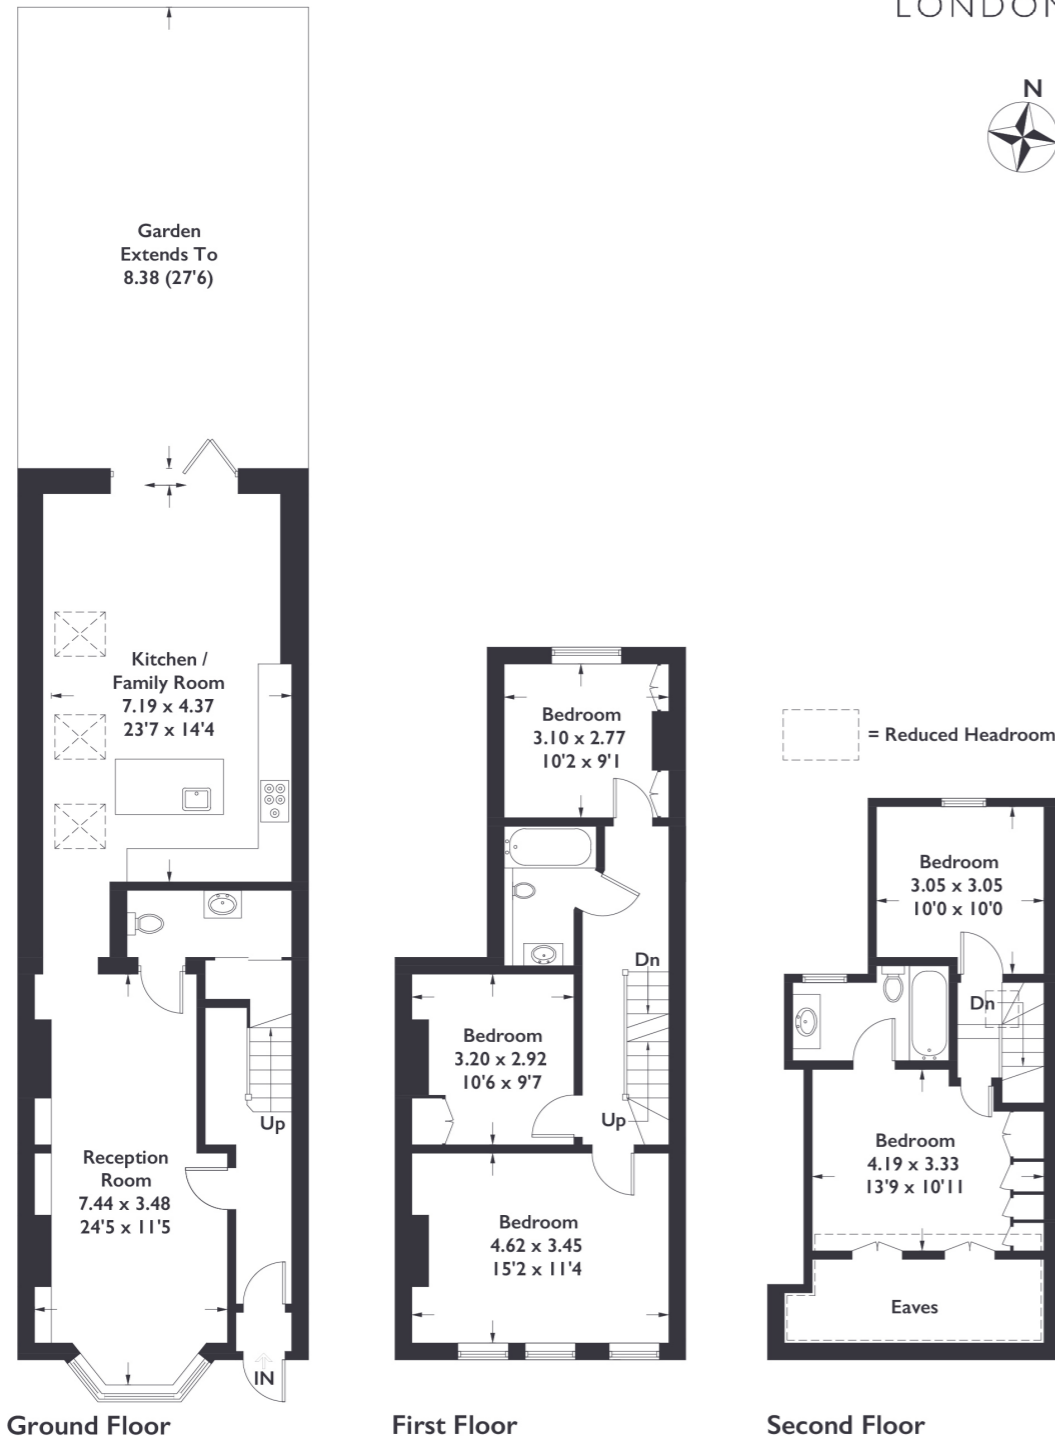 LONDON
N
Garden
Extends To
8.38 (27'6)
Kitchen /
Family Room
7.19 x 4.37
23'7 x 14'4
Reception
Room
7.44 x 3.48
24'5 x 11'5
Up
IN
Ground Floor
Bedroom
3.10 x 2.77
10'2 x 9'1
Dn
Bedroom
3.20 x 2.92
10'6 x 9'7
Up
Bedroom
4.62 x 3.45
15'2 x 11'4
First Floor
= Reduced Headroom
Bedroom
3.05 x 3.05
10'0 x 10'0
Dn
Bedroom
4.19 x 3.33
13'9 x 10'11
Eaves
Second Floor